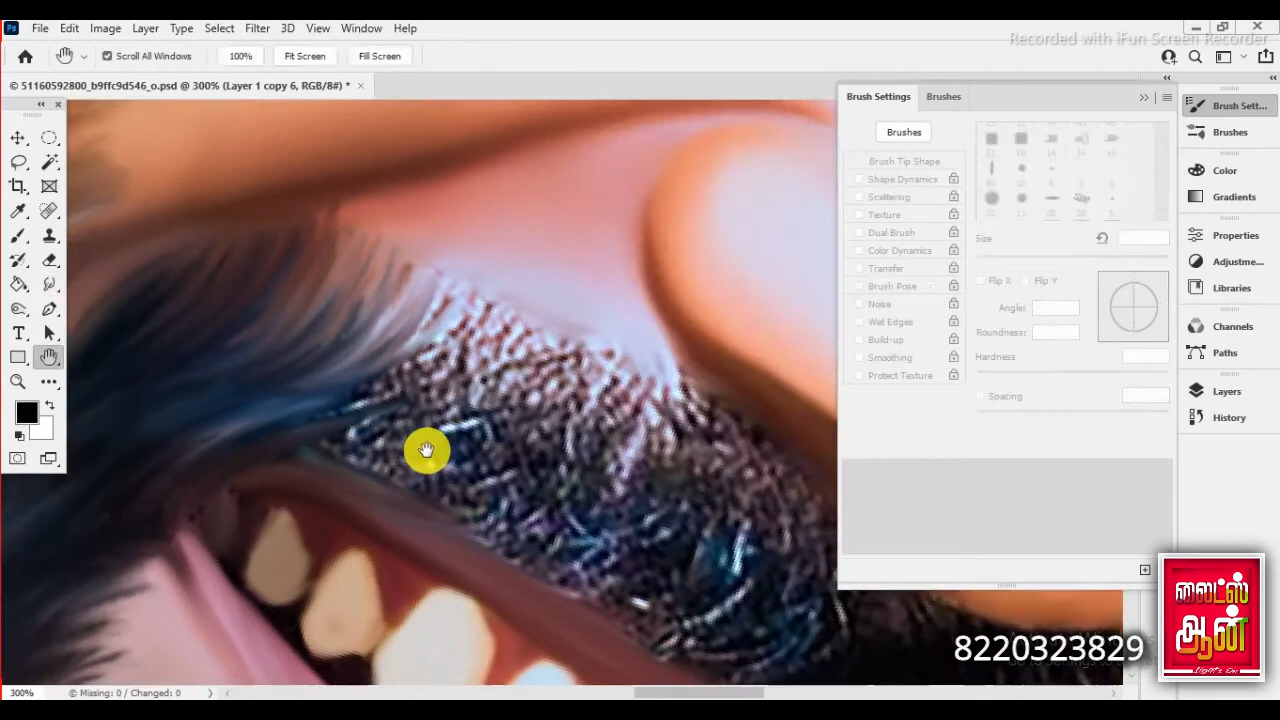 Ps File Edit Image Layer Type Select Filter 3D View Window Help
Recorded with iFun Screen Recorder
Scroll All Windows 100% Fit Screen Fill Screen
© 51160592800_b9ffc9d546_o.psd @ 300% (Layer 1 copy 6, RGB/8#) * ×
Brush Settings Brushes
Brushes
Brush Tip Shape
Shape Dynamics
Scattering
Texture
Dual Brush
Color Dynamics
Transfer
Brush Pose
Noise
Wet Edges
Build-up
Smoothing
Protect Texture
Size
Flip X Flip Y
Angle:
Roundness:
Hardness
Spacing
Brush Sett...
Brushes
Color
Gradients
Properties
Adjustme...
Libraries
Channels
Paths
Layers
History
லைட்ஸ்
ஆன்
Light's On
8220323829
300% © Missing: 0 / Changed: 0